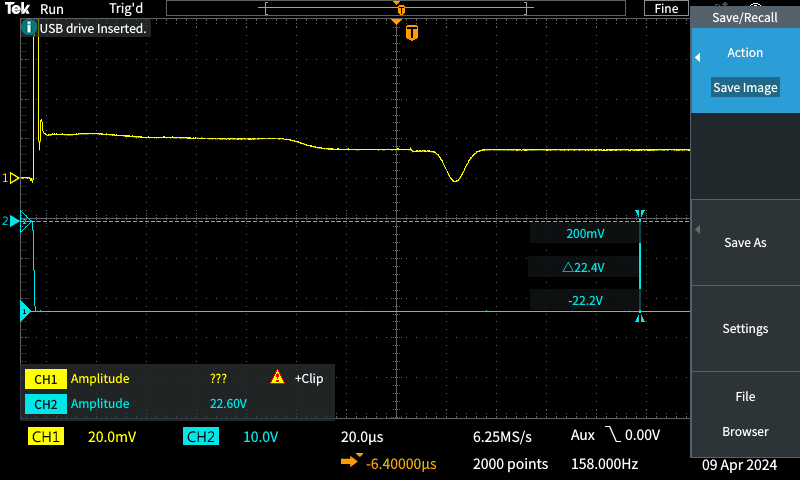 Tek Run Trig'd Fine
T
i USB drive Inserted.
T
Save/Recall
Action
Save Image
1
2
2
200mV
△22.4V
-22.2V
1
Save As
Settings
File
Browser
CH1 Amplitude ??? +Clip
CH2 Amplitude 22.60V
CH1 20.0mV CH2 10.0V 20.0µs 6.25MS/s Aux 0.00V
-6.40000µs 2000 points 158.000Hz 09 Apr 2024